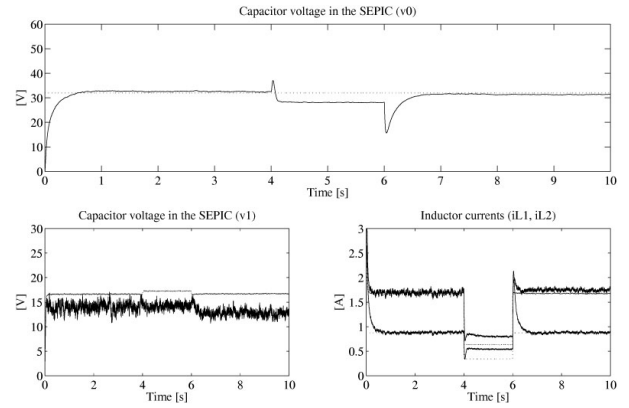 Capacitor voltage in the SEPIC (v0)
60
50
40
30
20
10
0
[V]
0 1 2 3 4 5 6 7 8 9 10
Time [s]
Capacitor voltage in the SEPIC (v1)
30
25
20
15
10
5
0
[V]
0 2 4 6 8 10
Time [s]
Inductor currents (iL1, iL2)
3
2.5
2
1.5
1
0.5
0
[A]
0 2 4 6 8 10
Time [s]